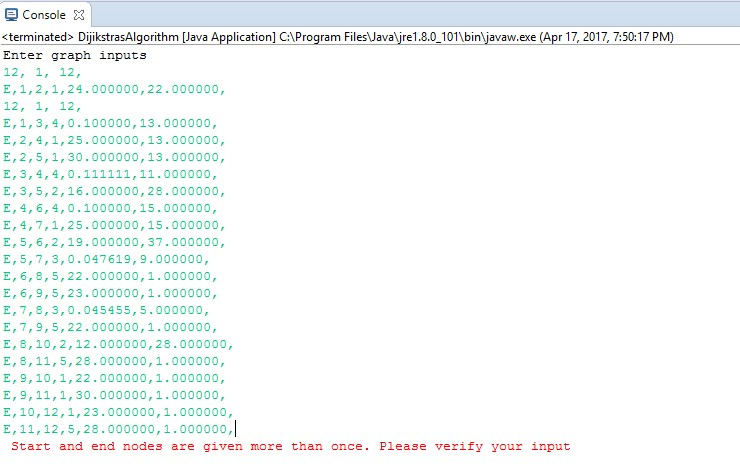 Console
<terminated> DijikstrasAlgorithm [Java Application] C:\Program Files\Java\jre1.8.0_101\bin\javaw.exe (Apr 17, 2017, 7:50:17 PM)
Enter graph inputs
12, 1, 12,
E,1,2,1,24.000000,22.000000,
12, 1, 12,
E,1,3,4,0.100000,13.000000,
E,2,4,1,25.000000,13.000000,
E,2,5,1,30.000000,13.000000,
E,3,4,4,0.111111,11.000000,
E,3,5,2,16.000000,28.000000,
E,4,6,4,0.100000,15.000000,
E,4,7,1,25.000000,15.000000,
E,5,6,2,19.000000,37.000000,
E,5,7,3,0.047619,9.000000,
E,6,8,5,22.000000,1.000000,
E,6,9,5,23.000000,1.000000,
E,7,8,3,0.045455,5.000000,
E,7,9,5,22.000000,1.000000,
E,8,10,2,12.000000,28.000000,
E,8,11,5,28.000000,1.000000,
E,9,10,1,22.000000,1.000000,
E,9,11,1,30.000000,1.000000,
E,10,12,1,23.000000,1.000000,
E,11,12,5,28.000000,1.000000,
Start and end nodes are given more than once. Please verify your input